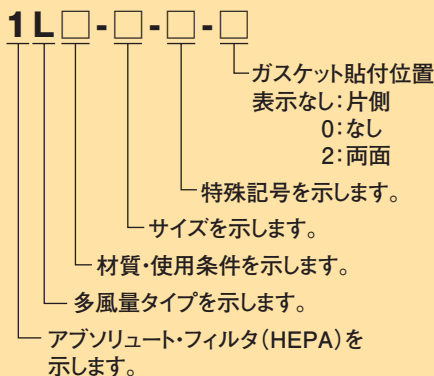 1L□-□-□-□
ガスケット貼付位置
表示なし：片側
0：なし
2：両面
特殊記号を示します。
サイズを示します。
材質・使用条件を示します。
多風量タイプを示します。
アブソリュート・フィルタ（HEPA）を
示します。